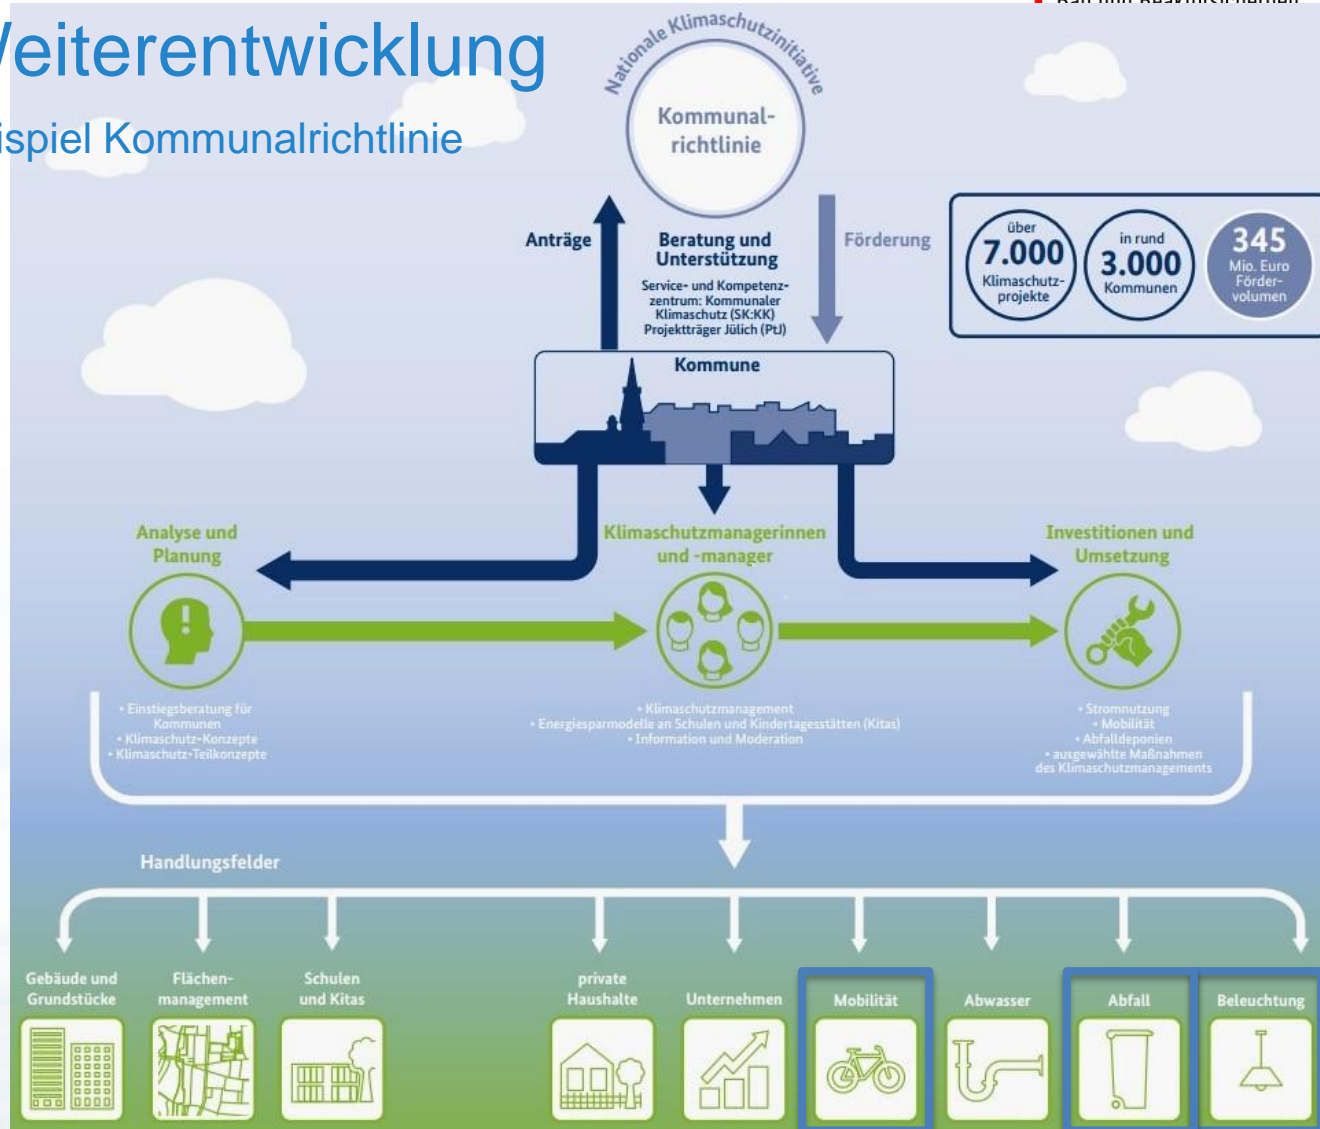 Weiterentwicklung
ispiel Kommunalrichtlinie
Nationale Klimaschutzinitiative
Kommunal-
richtlinie
Anträge
Beratung und
Unterstützung
Service- und Kompetenz-
zentrum: Kommunaler
Klimaschutz (SK:KK)
Projektträger Jülich (PtJ)
Förderung
über
7.000
Klimaschutz-
projekte
in rund
3.000
Kommunen
345
Mio. Euro
Förder-
volumen
Kommune
Analyse und
Planung
Klimaschutzmanagerinnen
und -manager
Investitionen und
Umsetzung
• Einstiegsberatung für
Kommunen
• Klimaschutz-Konzepte
• Klimaschutz-Teilkonzepte
• Klimaschutzmanagement
• Energiesparmodelle an Schulen und Kindertagesstätten (Kitas)
• Information und Moderation
• Stromnutzung
• Mobilität
• Abfalldeponien
• ausgewählte Maßnahmen
des Klimaschutzmanagements
Handlungsfelder
Gebäude und
Grundstücke
Flächen-
management
Schulen
und Kitas
private
Haushalte
Unternehmen
Mobilität
Abwasser
Abfall
Beleuchtung